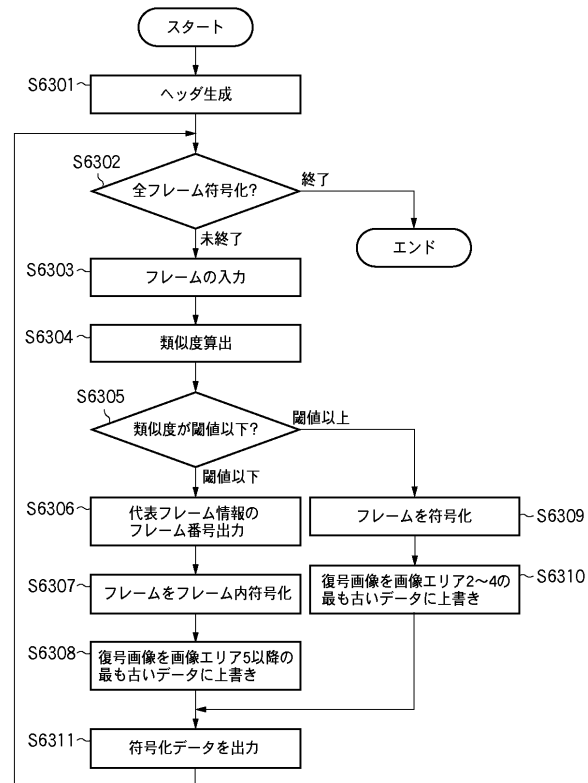 スタート
S6301
ヘッダ生成
S6302
全フレーム符号化?
終了
エンド
未終了
S6303
フレームの入力
S6304
類似度算出
S6305
類似度が閾値以下?
閾値以上
閾値以下
S6306
代表フレーム情報の
フレーム番号出力
フレームを符号化
S6309
S6307
フレームをフレーム内符号化
復号画像を画像エリア2〜4の
最も古いデータに上書き
S6310
S6308
復号画像を画像エリア5以降の
最も古いデータに上書き
S6311
符号化データを出力